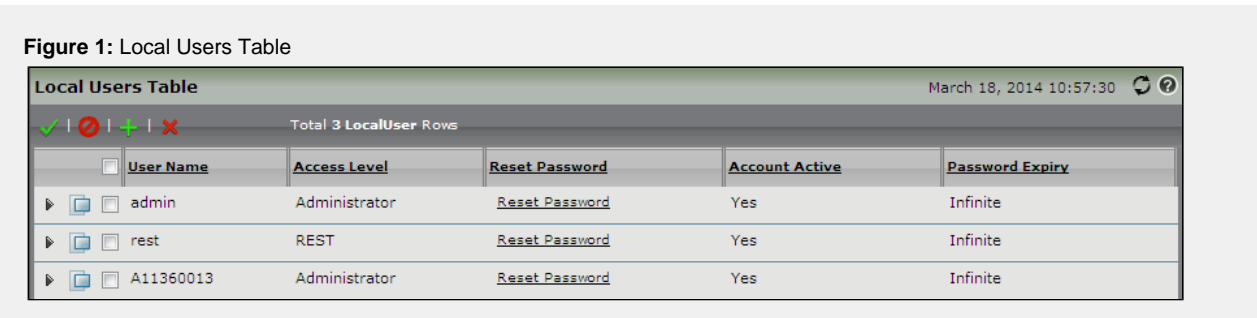 Figure 1: Local Users Table
Local Users Table March 18, 2014 10:57:30
Total 3 LocalUser Rows
User Name Access Level Reset Password Account Active Password Expiry
admin Administrator Reset Password Yes Infinite
rest REST Reset Password Yes Infinite
A11360013 Administrator Reset Password Yes Infinite